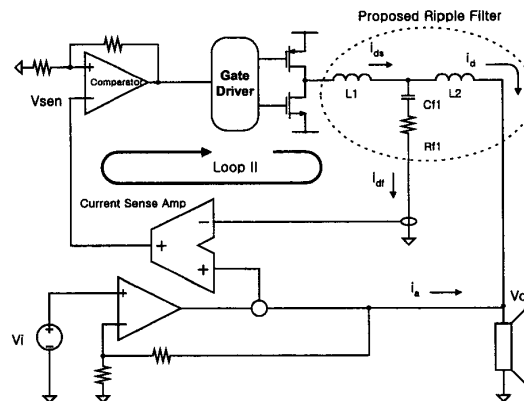 Proposed Ripple Filter
ids
id
+
Comparator
−
Vsen
Gate
Driver
L1
L2
Cf1
Rf1
Loop II
idf
Current Sense Amp
−
+
+
ia
Vo
+
−
Vi
+
−